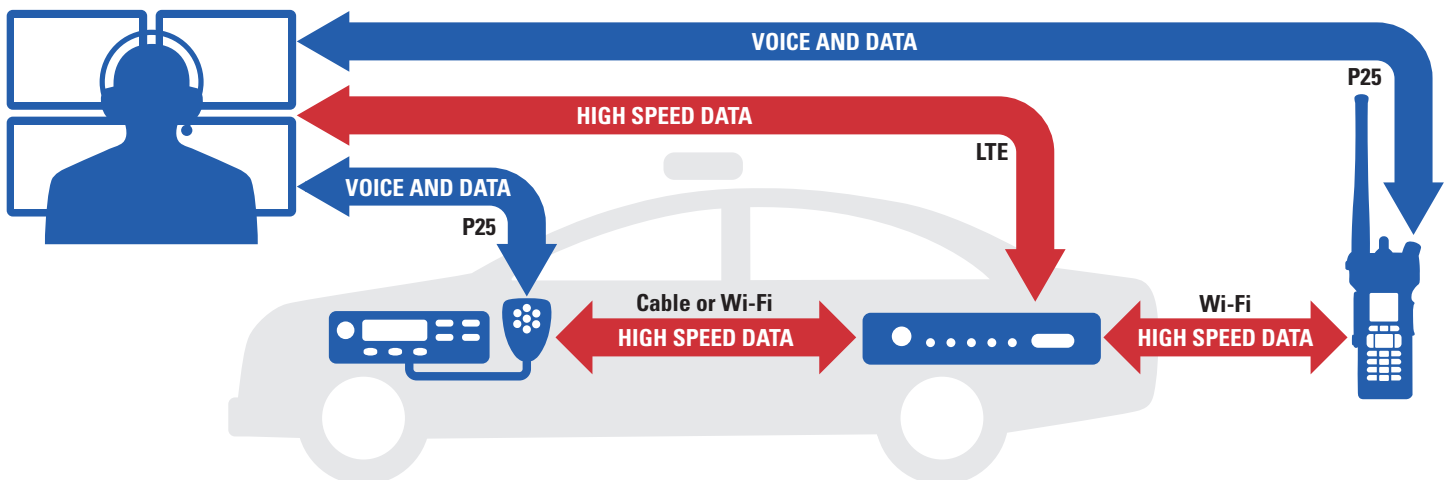 VOICE AND DATA
P25
HIGH SPEED DATA
LTE
VOICE AND DATA
P25
Cable or Wi-Fi
HIGH SPEED DATA
Wi-Fi
HIGH SPEED DATA